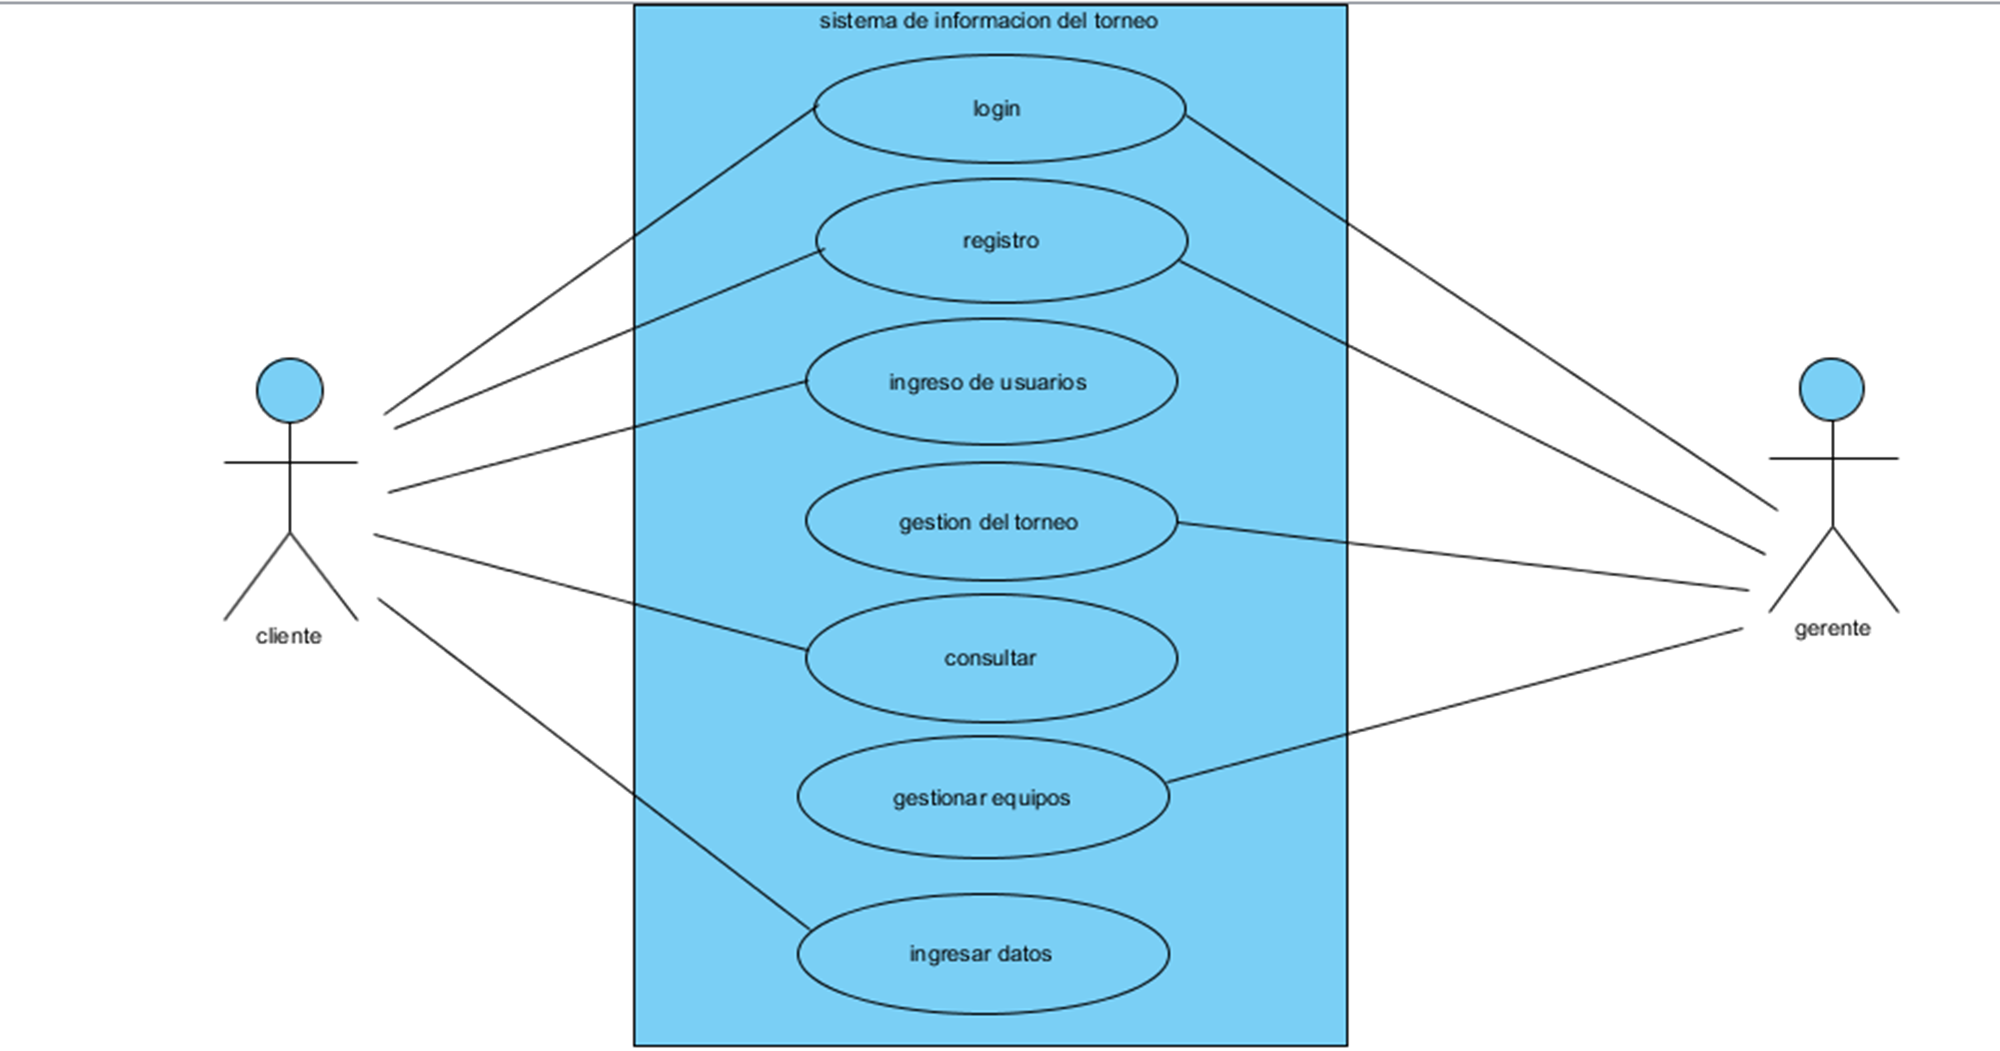 sistema de informacion del torneo
login
registro
ingreso de usuarios
gestion del torneo
consultar
gestionar equipos
ingresar datos
cliente
gerente